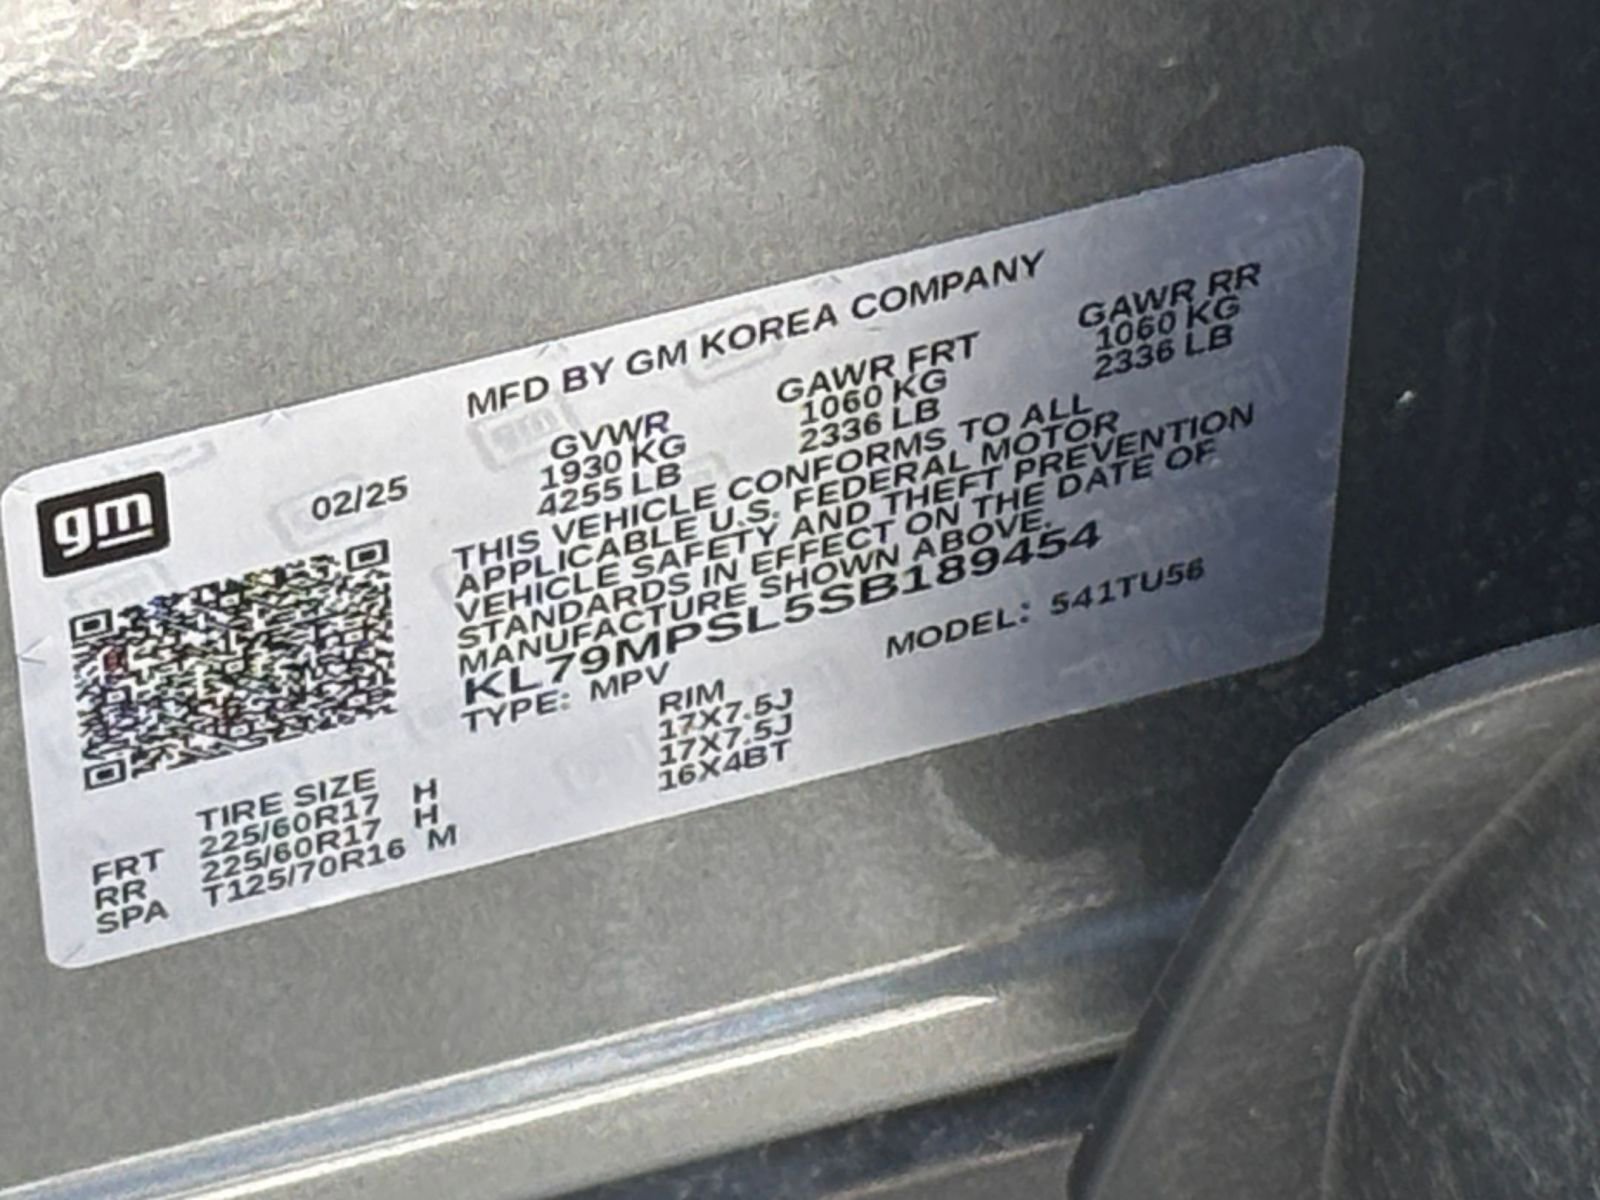 MFD BY GM KOREA COMPANY
gm
02/25
GVWR GAWR FRT GAWR RR
1930 KG 1060 KG 1060 KG
4255 LB 2336 LB 2336 LB
THIS VEHICLE CONFORMS TO ALL
APPLICABLE U.S. FEDERAL MOTOR
VEHICLE SAFETY AND THEFT PREVENTION
STANDARDS IN EFFECT ON THE DATE OF
MANUFACTURE SHOWN ABOVE.
KL79MPSL5SB189454
TYPE: MPV MODEL: 541TU56
TIRE SIZE RIM
FRT 225/60R17 H 17X7.5J
RR 225/60R17 H 17X7.5J
SPA T125/70R16 M 16X4BT